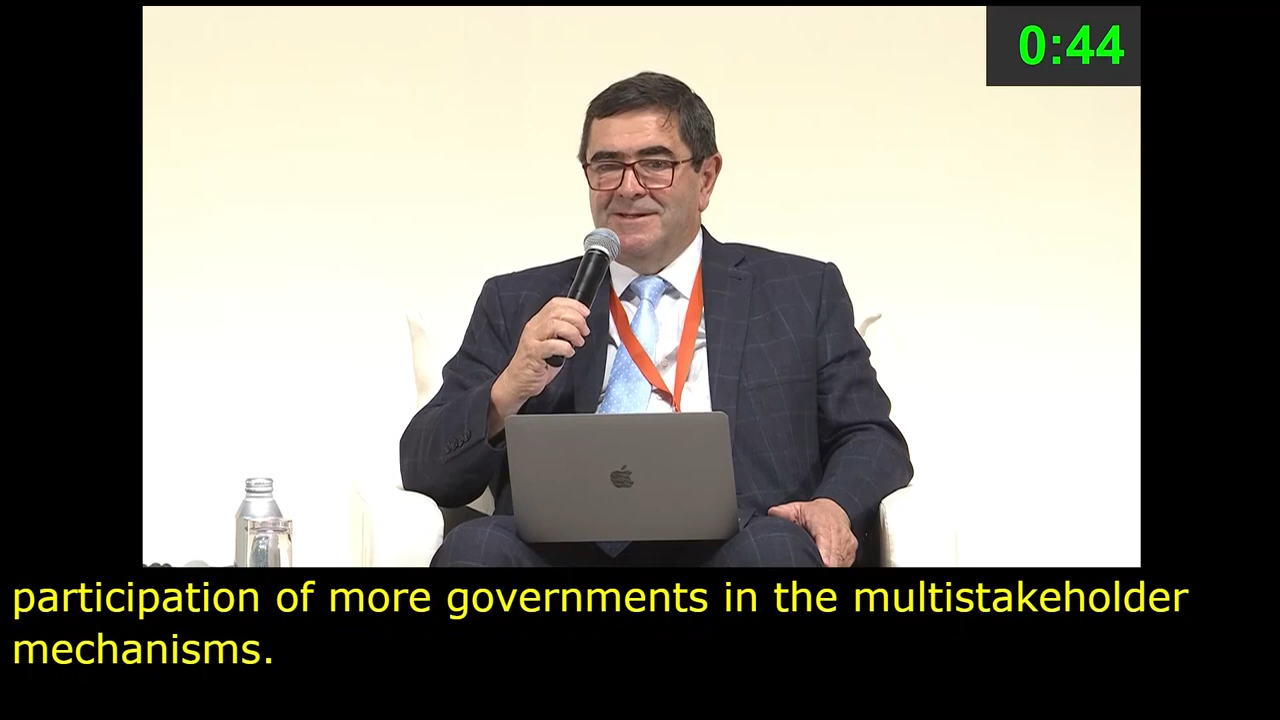 0:44
participation of more governments in the multistakeholder
mechanisms.